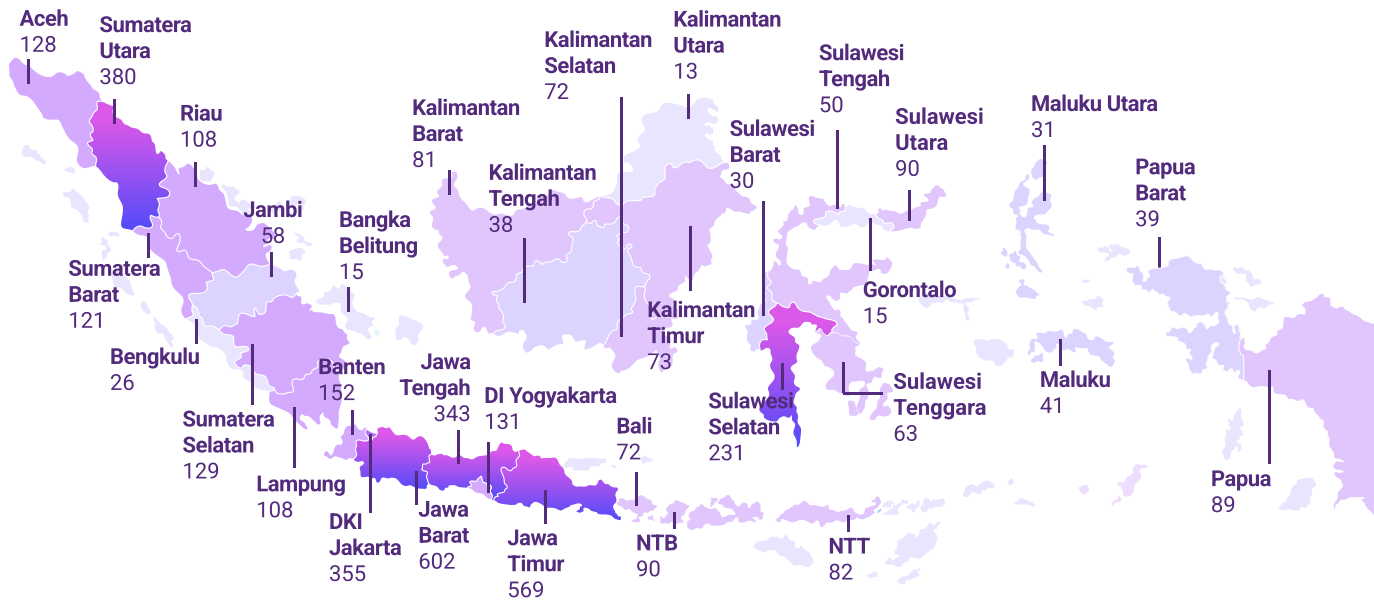 Aceh
128
Sumatera
Utara
380
Riau
108
Jambi
58
Bangka
Belitung
15
Sumatera
Barat
121
Bengkulu
26
Sumatera
Selatan
129
Lampung
108
Banten
152
DKI
Jakarta
355
Jawa
Barat
602
Jawa
Tengah
343
DI Yogyakarta
131
Jawa
Timur
569
Bali
72
NTB
90
NTT
82
Kalimantan
Barat
81
Kalimantan
Tengah
38
Kalimantan
Selatan
72
Kalimantan
Utara
13
Kalimantan
Timur
73
Sulawesi
Barat
30
Sulawesi
Tengah
50
Sulawesi
Utara
90
Gorontalo
15
Sulawesi
Selatan
231
Sulawesi
Tenggara
63
Maluku Utara
31
Maluku
41
Papua
Barat
39
Papua
89